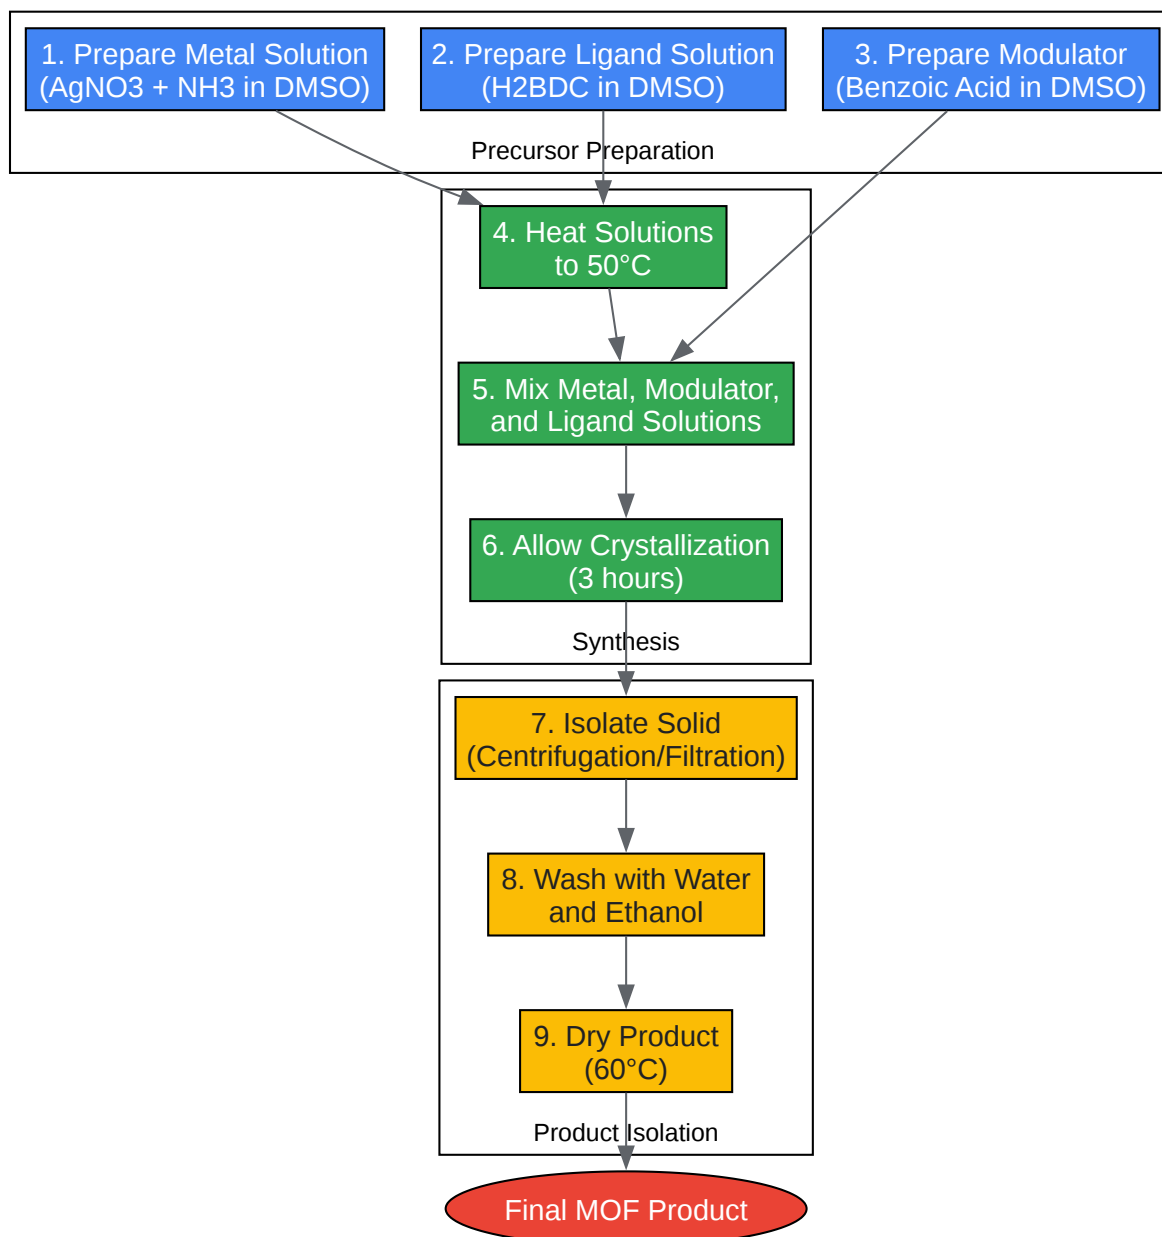 1. Prepare Metal Solution
(AgNO3 + NH3 in DMSO)
2. Prepare Ligand Solution
(H2BDC in DMSO)
3. Prepare Modulator
(Benzoic Acid in DMSO)
Precursor Preparation
4. Heat Solutions
to 50°C
5. Mix Metal, Modulator,
and Ligand Solutions
6. Allow Crystallization
(3 hours)
Synthesis
7. Isolate Solid
(Centrifugation/Filtration)
8. Wash with Water
and Ethanol
9. Dry Product
(60°C)
Product Isolation
Final MOF Product